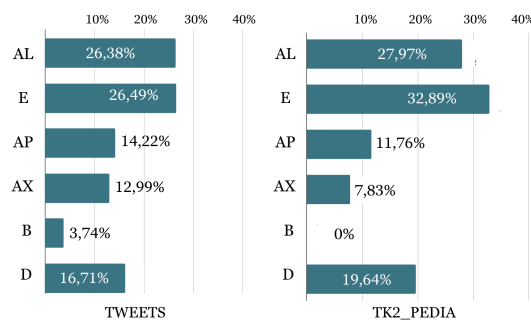 10% 20% 30% 40%
AL 26,38%
E 26,49%
AP 14,22%
AX 12,99%
B 3,74%
D 16,71%
TWEETS
10% 20% 30% 40%
AL 27,97%
E 32,89%
AP 11,76%
AX 7,83%
B 0%
D 19,64%
TK2_PEDIA